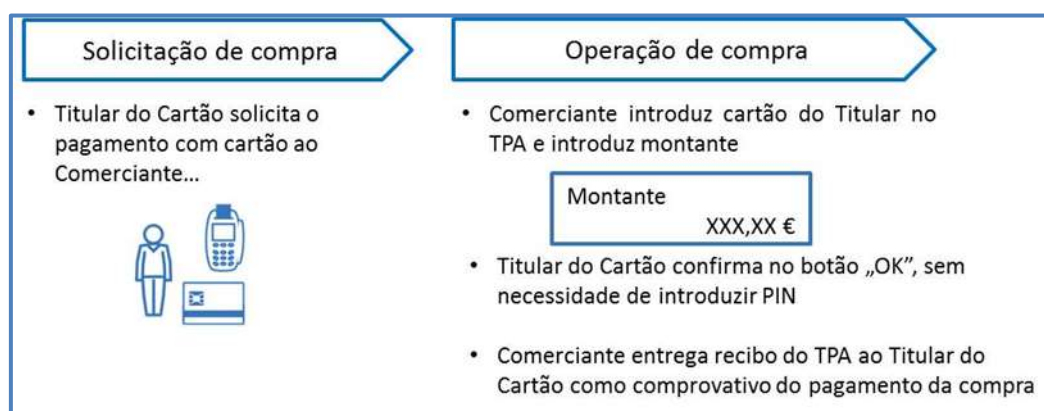 Solicitação de compra
• Titular do Cartão solicita o
pagamento com cartão ao
Comerciante...
Operação de compra
• Comerciante introduz cartão do Titular no
TPA e introduz montante
Montante
XXX,XX €
• Titular do Cartão confirma no botão „OK”, sem
necessidade de introduzir PIN
• Comerciante entrega recibo do TPA ao Titular do
Cartão como comprovativo do pagamento da compra